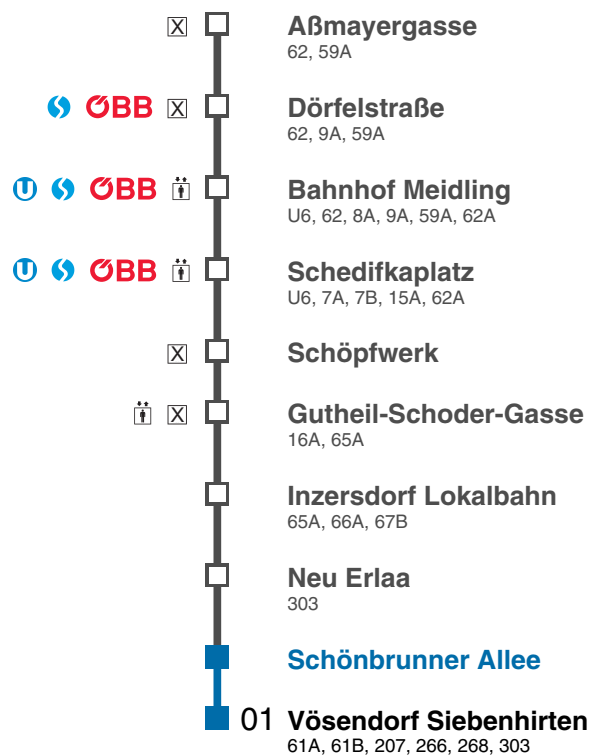 X Aßmayergasse
62, 59A
S ÖBB X Dörfelstraße
62, 9A, 59A
U S ÖBB Bahnhof Meidling
U6, 62, 8A, 9A, 59A, 62A
U S ÖBB Schedifkaplatz
U6, 7A, 7B, 15A, 62A
X Schöpfwerk
X Gutheil-Schoder-Gasse
16A, 65A
Inzersdorf Lokalbahn
65A, 66A, 67B
Neu Erlaa
303
Schönbrunner Allee
01 Vösendorf Siebenhirten
61A, 61B, 207, 266, 268, 303